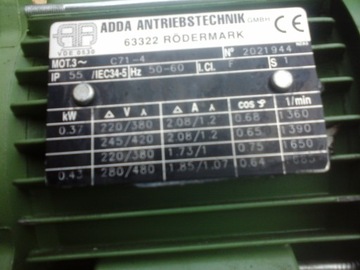 ADDA ANTRIEBSTECHNIK GMBH
63322 RÖDERMARK
VDE 0530
MOT.3~ C71-4 N° 2021944
IP 55 /IEC34-5 Hz 50-60 I.Cl. F S 1
kW △ V Y △ A Y COS φ 1/min
0.37 220/380 2.08/1.2 0.68 1360
245/420 2.08/1.2 0.65 1390
220/380 1.73/1 0.75 1650
0.43 280/480 1.85/1.07 0.64